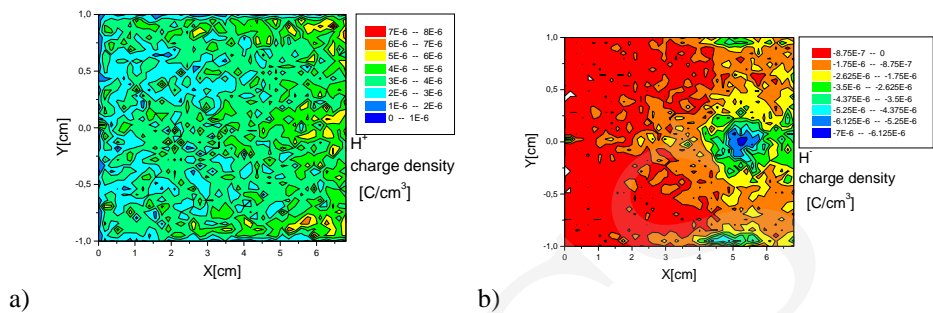 1,0
0,5
0,0
-0,5
-1,0
0 1 2 3 4 5 6
X[cm]
Y[cm]
7E-6 -- 8E-6
6E-6 -- 7E-6
5E-6 -- 6E-6
4E-6 -- 5E-6
3E-6 -- 4E-6
2E-6 -- 3E-6
1E-6 -- 2E-6
0 -- 1E-6
H+
charge density
[C/cm3]
a)
1,0
0,5
0,0
-0,5
-1,0
0 1 2 3 4 5 6
X[cm]
Y[cm]
-8.75E-7 -- 0
-1.75E-6 -- -8.75E-7
-2.625E-6 -- -1.75E-6
-3.5E-6 -- -2.625E-6
-4.375E-6 -- -3.5E-6
-5.25E-6 -- -4.375E-6
-6.125E-6 -- -5.25E-6
-7E-6 -- -6.125E-6
H-
charge density
[C/cm3]
b)